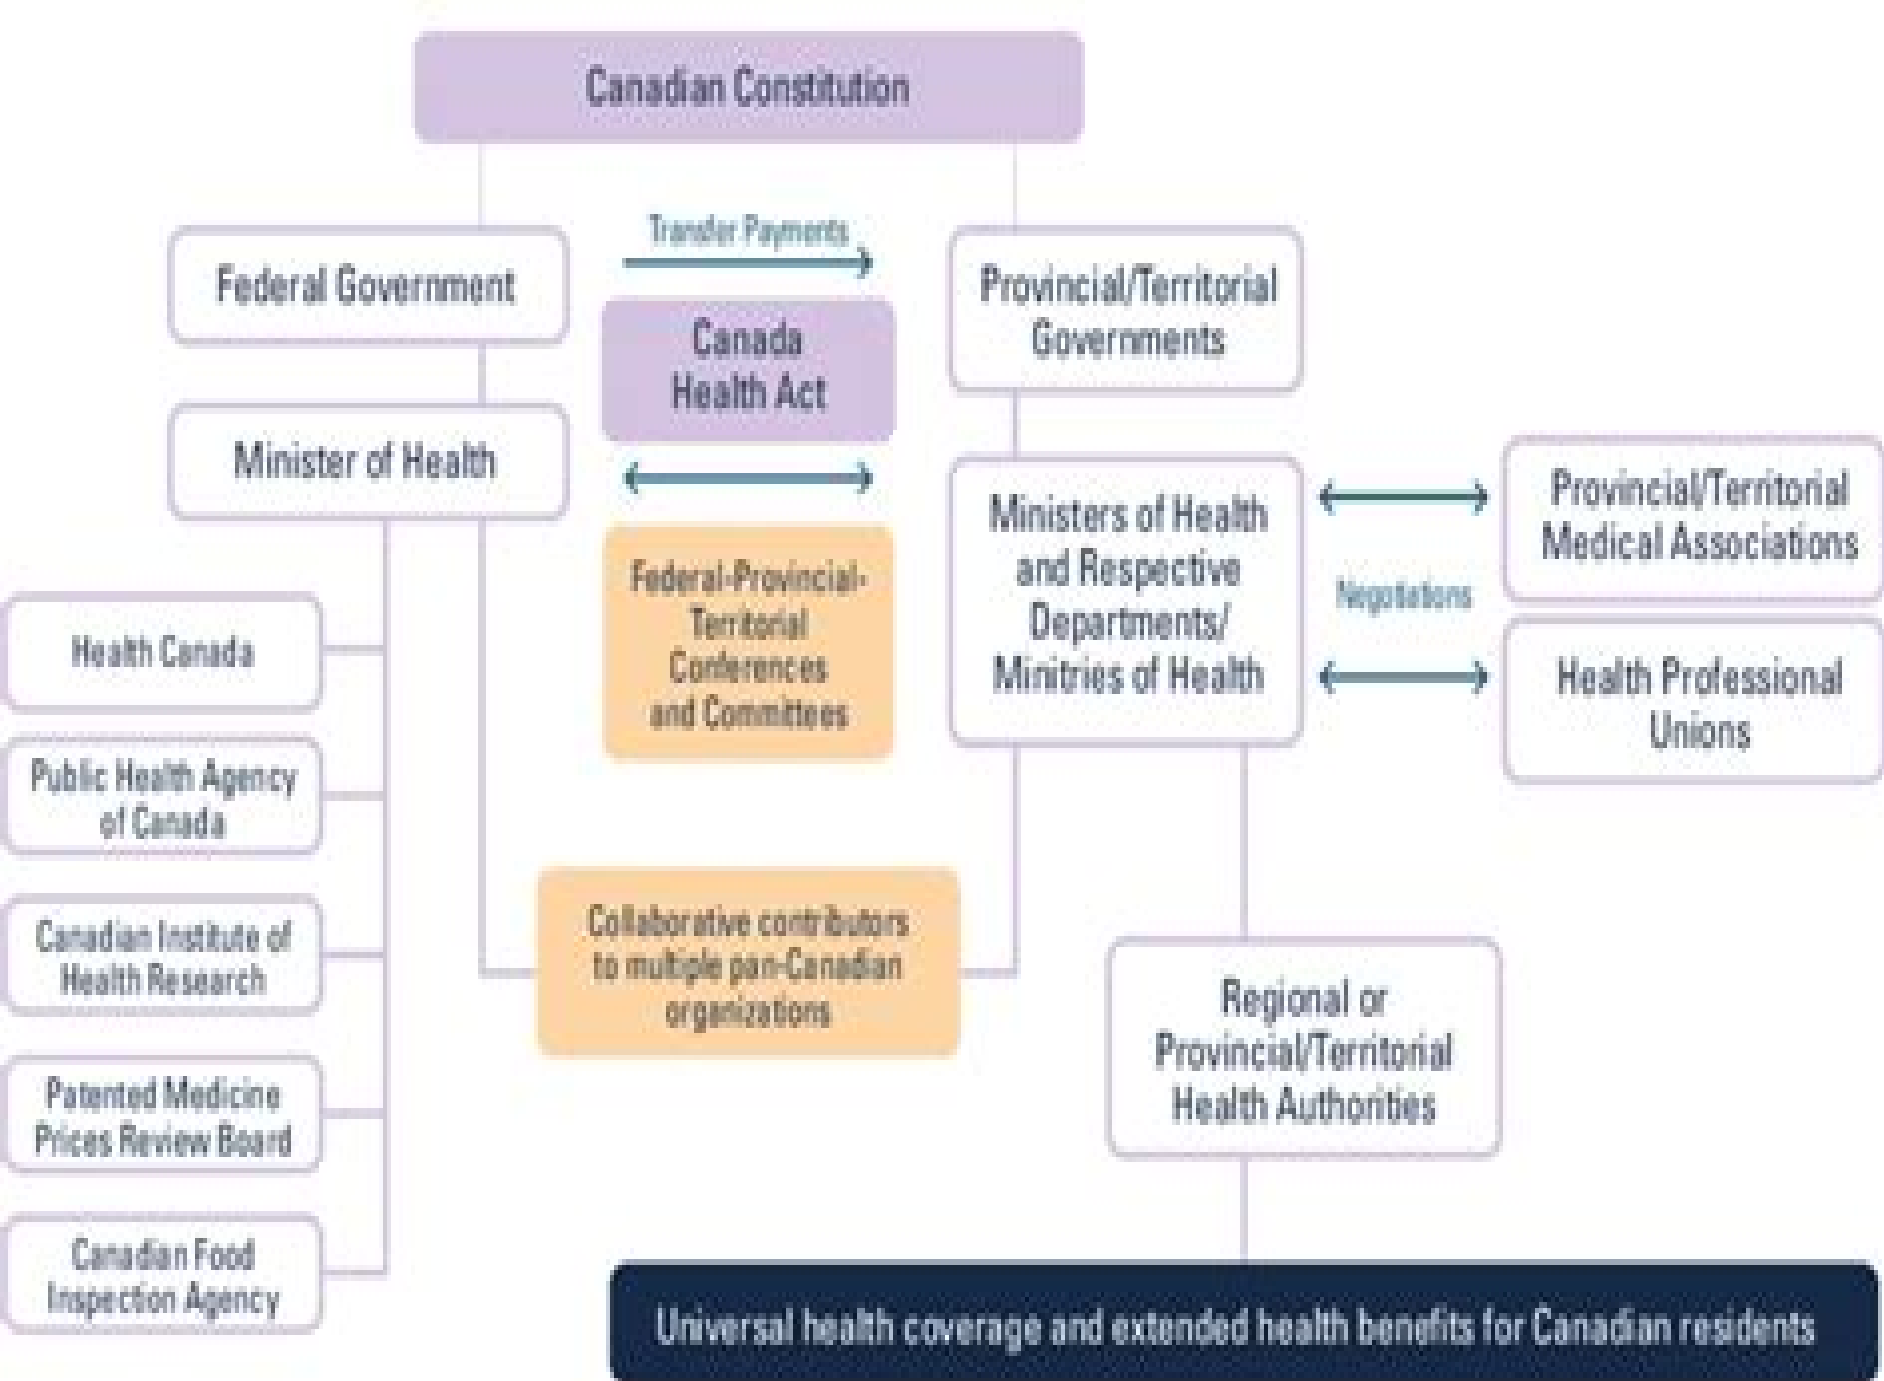 Canadian Constitution
Transfer Payments
Federal Government
Provincial/Territorial
Governments
Canada
Health Act
Minister of Health
Ministers of Health
and Respective
Departments/
Minitries of Health
Provincial/Territorial
Medical Associations
Negotiations
Health Professional
Unions
Federal-Provincial-
Territorial
Conferences
and Committees
Health Canada
Public Health Agency
of Canada
Canadian Institute of
Health Research
Patented Medicine
Prices Review Board
Canadian Food
Inspection Agency
Collaborative contributors
to multiple pan-Canadian
organizations
Regional or
Provincial/Territorial
Health Authorities
Universal health coverage and extended health benefits for Canadian residents